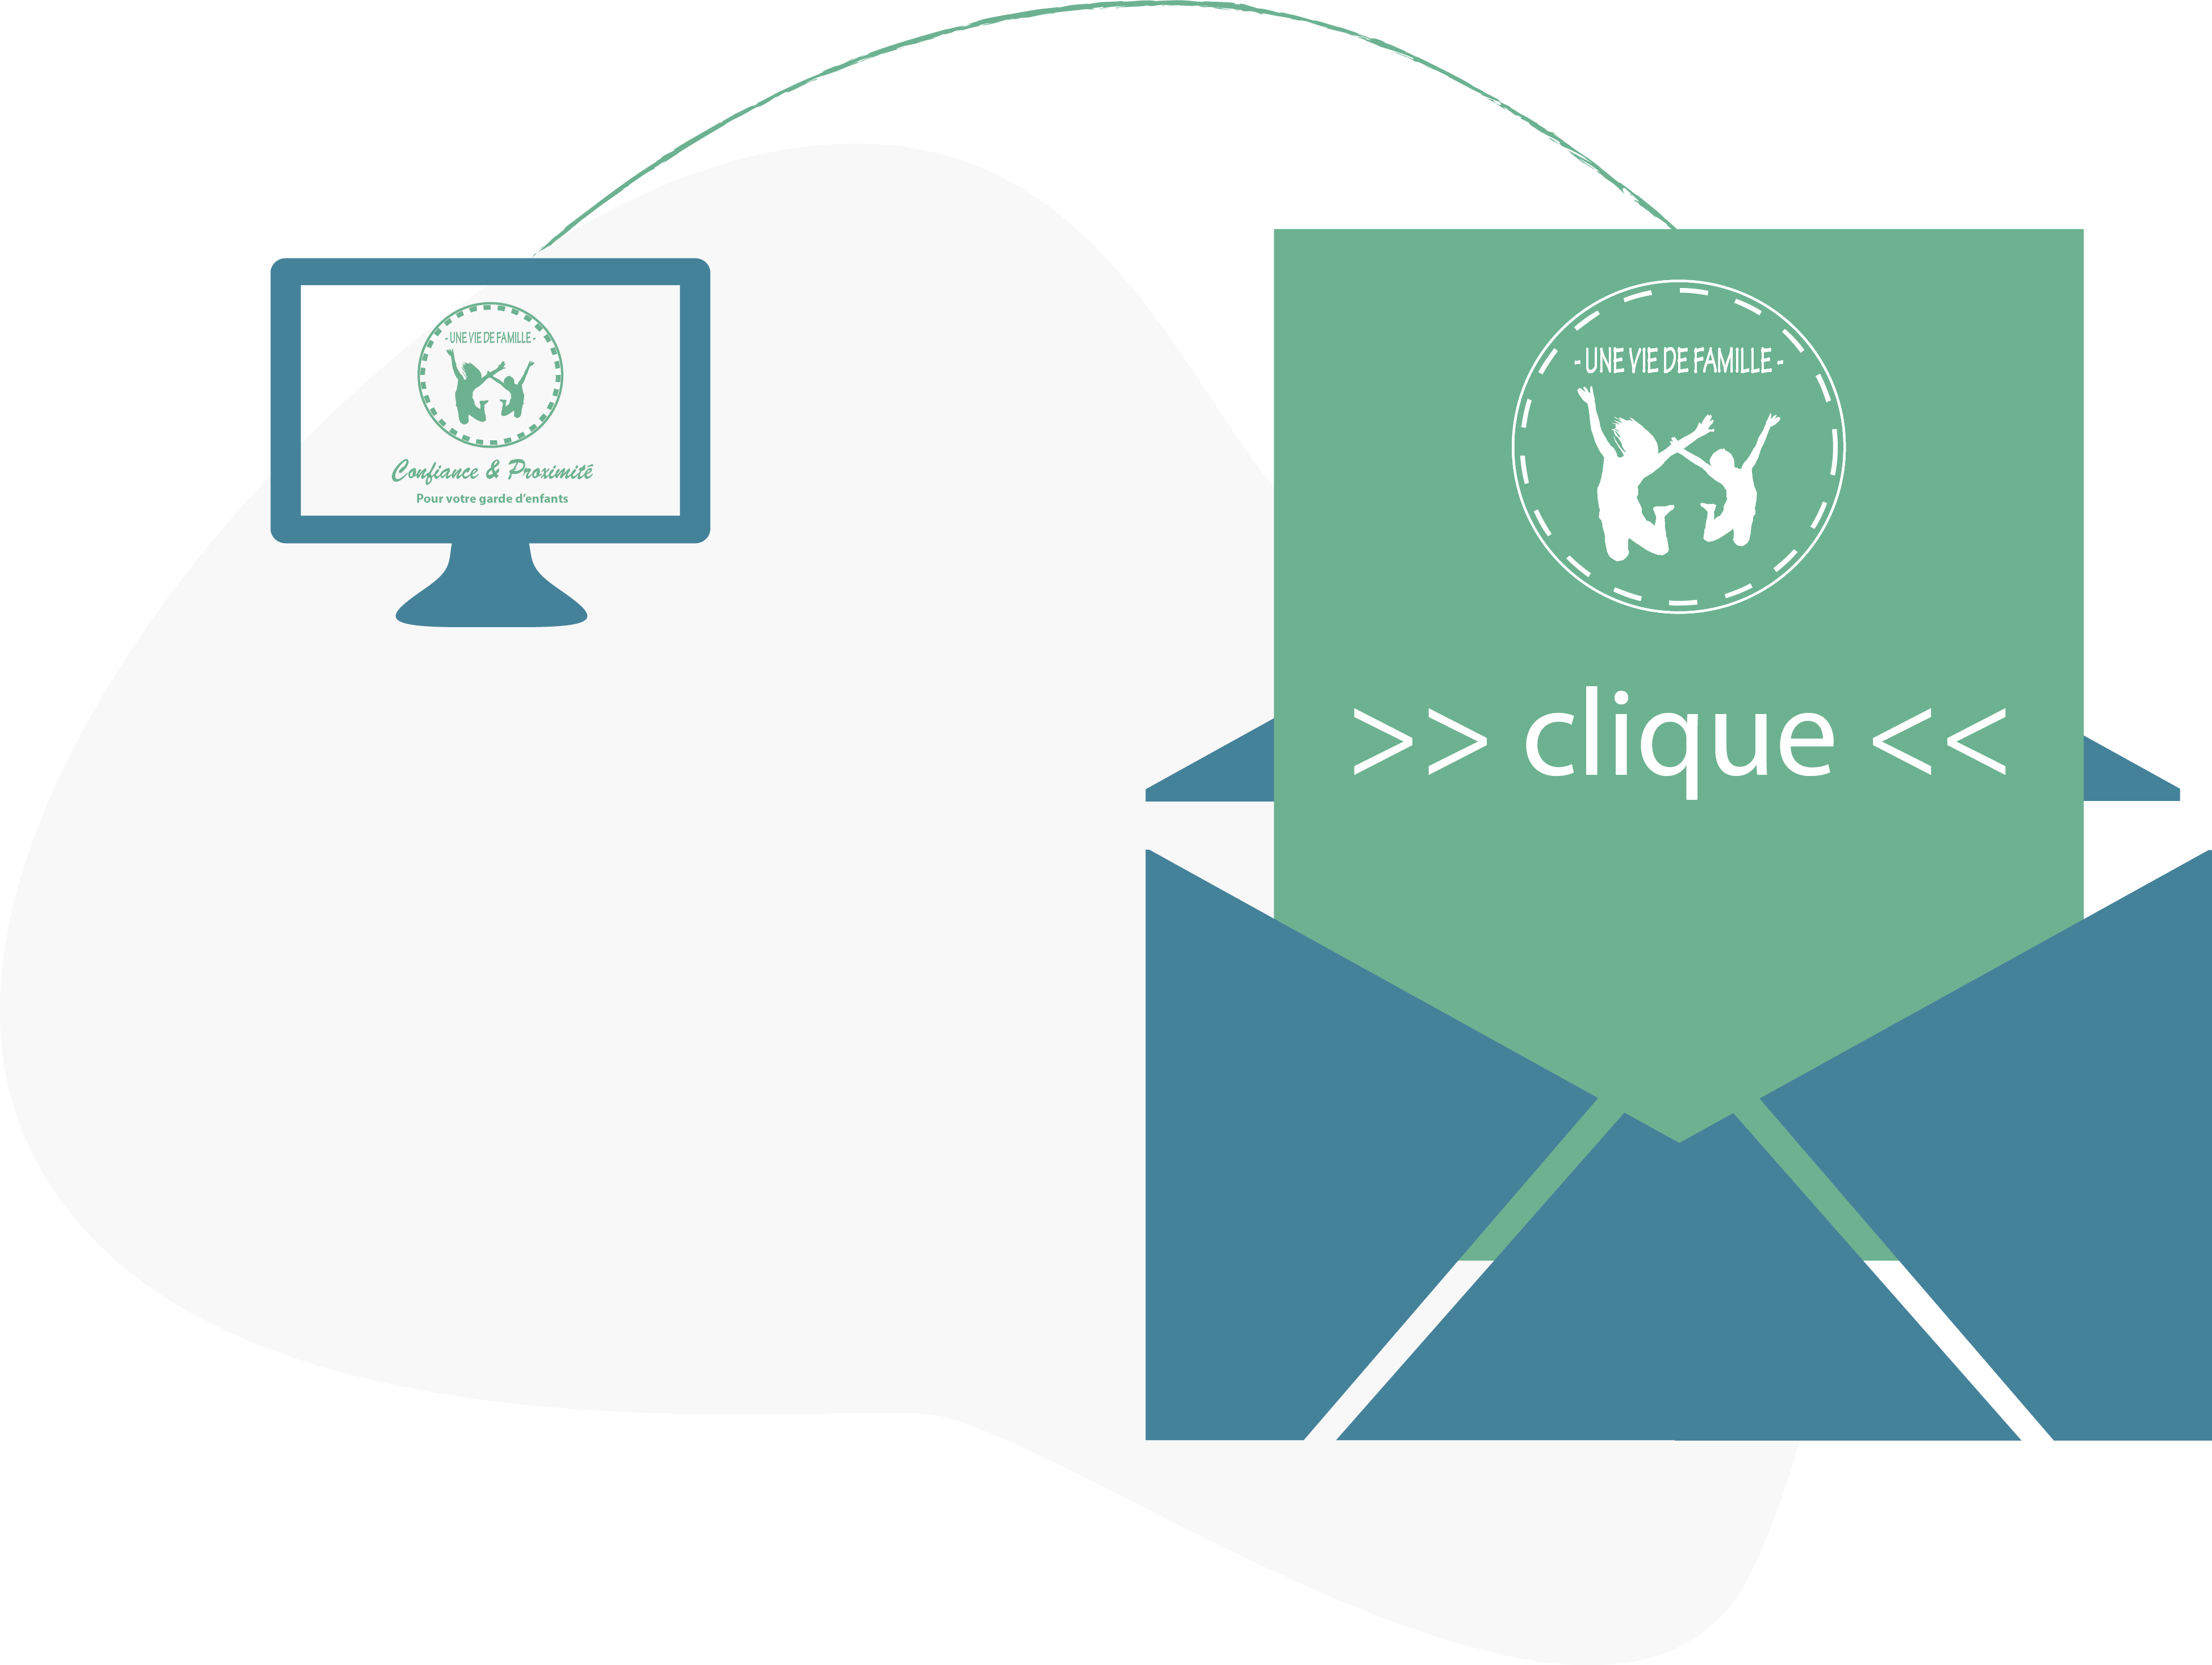 - UNE VIE DE FAMILLE -
Confiance & Proximité
Pour votre garde d'enfants
- UNE VIE DE FAMILLE -
>> clique <<